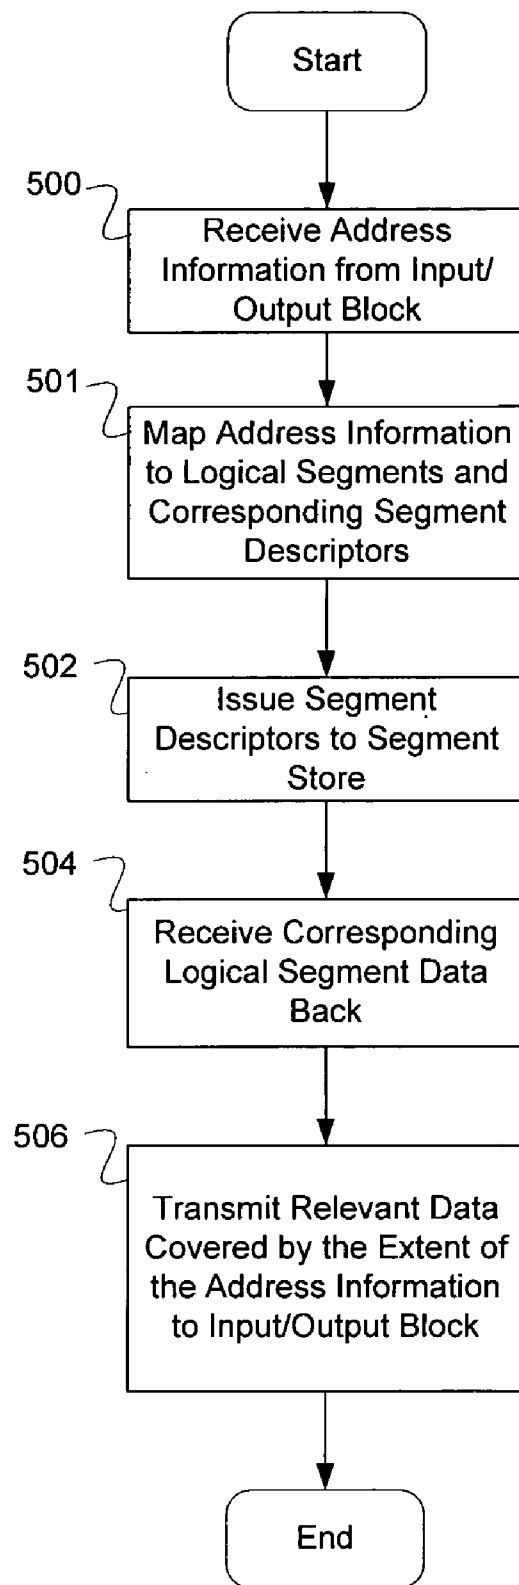 Start
500
Receive Address
Information from Input/
Output Block
501
Map Address Information
to Logical Segments and
Corresponding Segment
Descriptors
502
Issue Segment
Descriptors to Segment
Store
504
Receive Corresponding
Logical Segment Data
Back
506
Transmit Relevant Data
Covered by the Extent of
the Address Information
to Input/Output Block
End